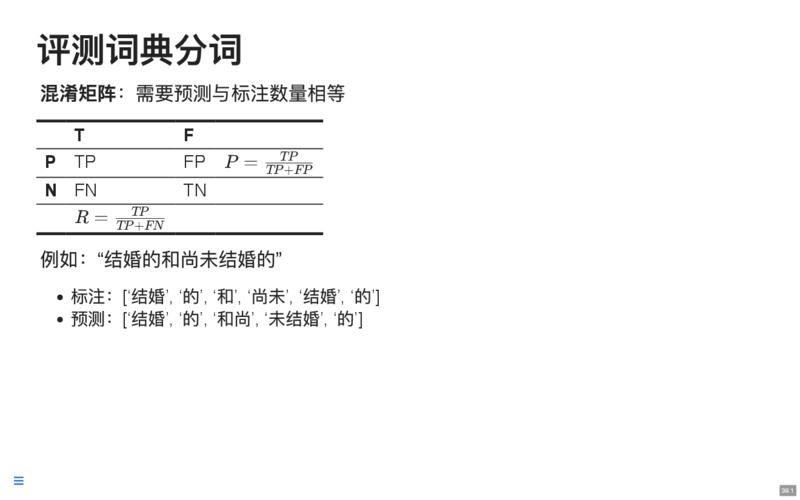 评测词典分词
混淆矩阵：需要预测与标注数量相等
T F
P TP FP P = TP/(TP+FP)
N FN TN
R = TP/(TP+FN)
例如：“结婚的和尚未结婚的”
• 标注：['结婚', '的', '和', '尚未', '结婚', '的']
• 预测：['结婚', '的', '和尚', '未结婚', '的']
39.1